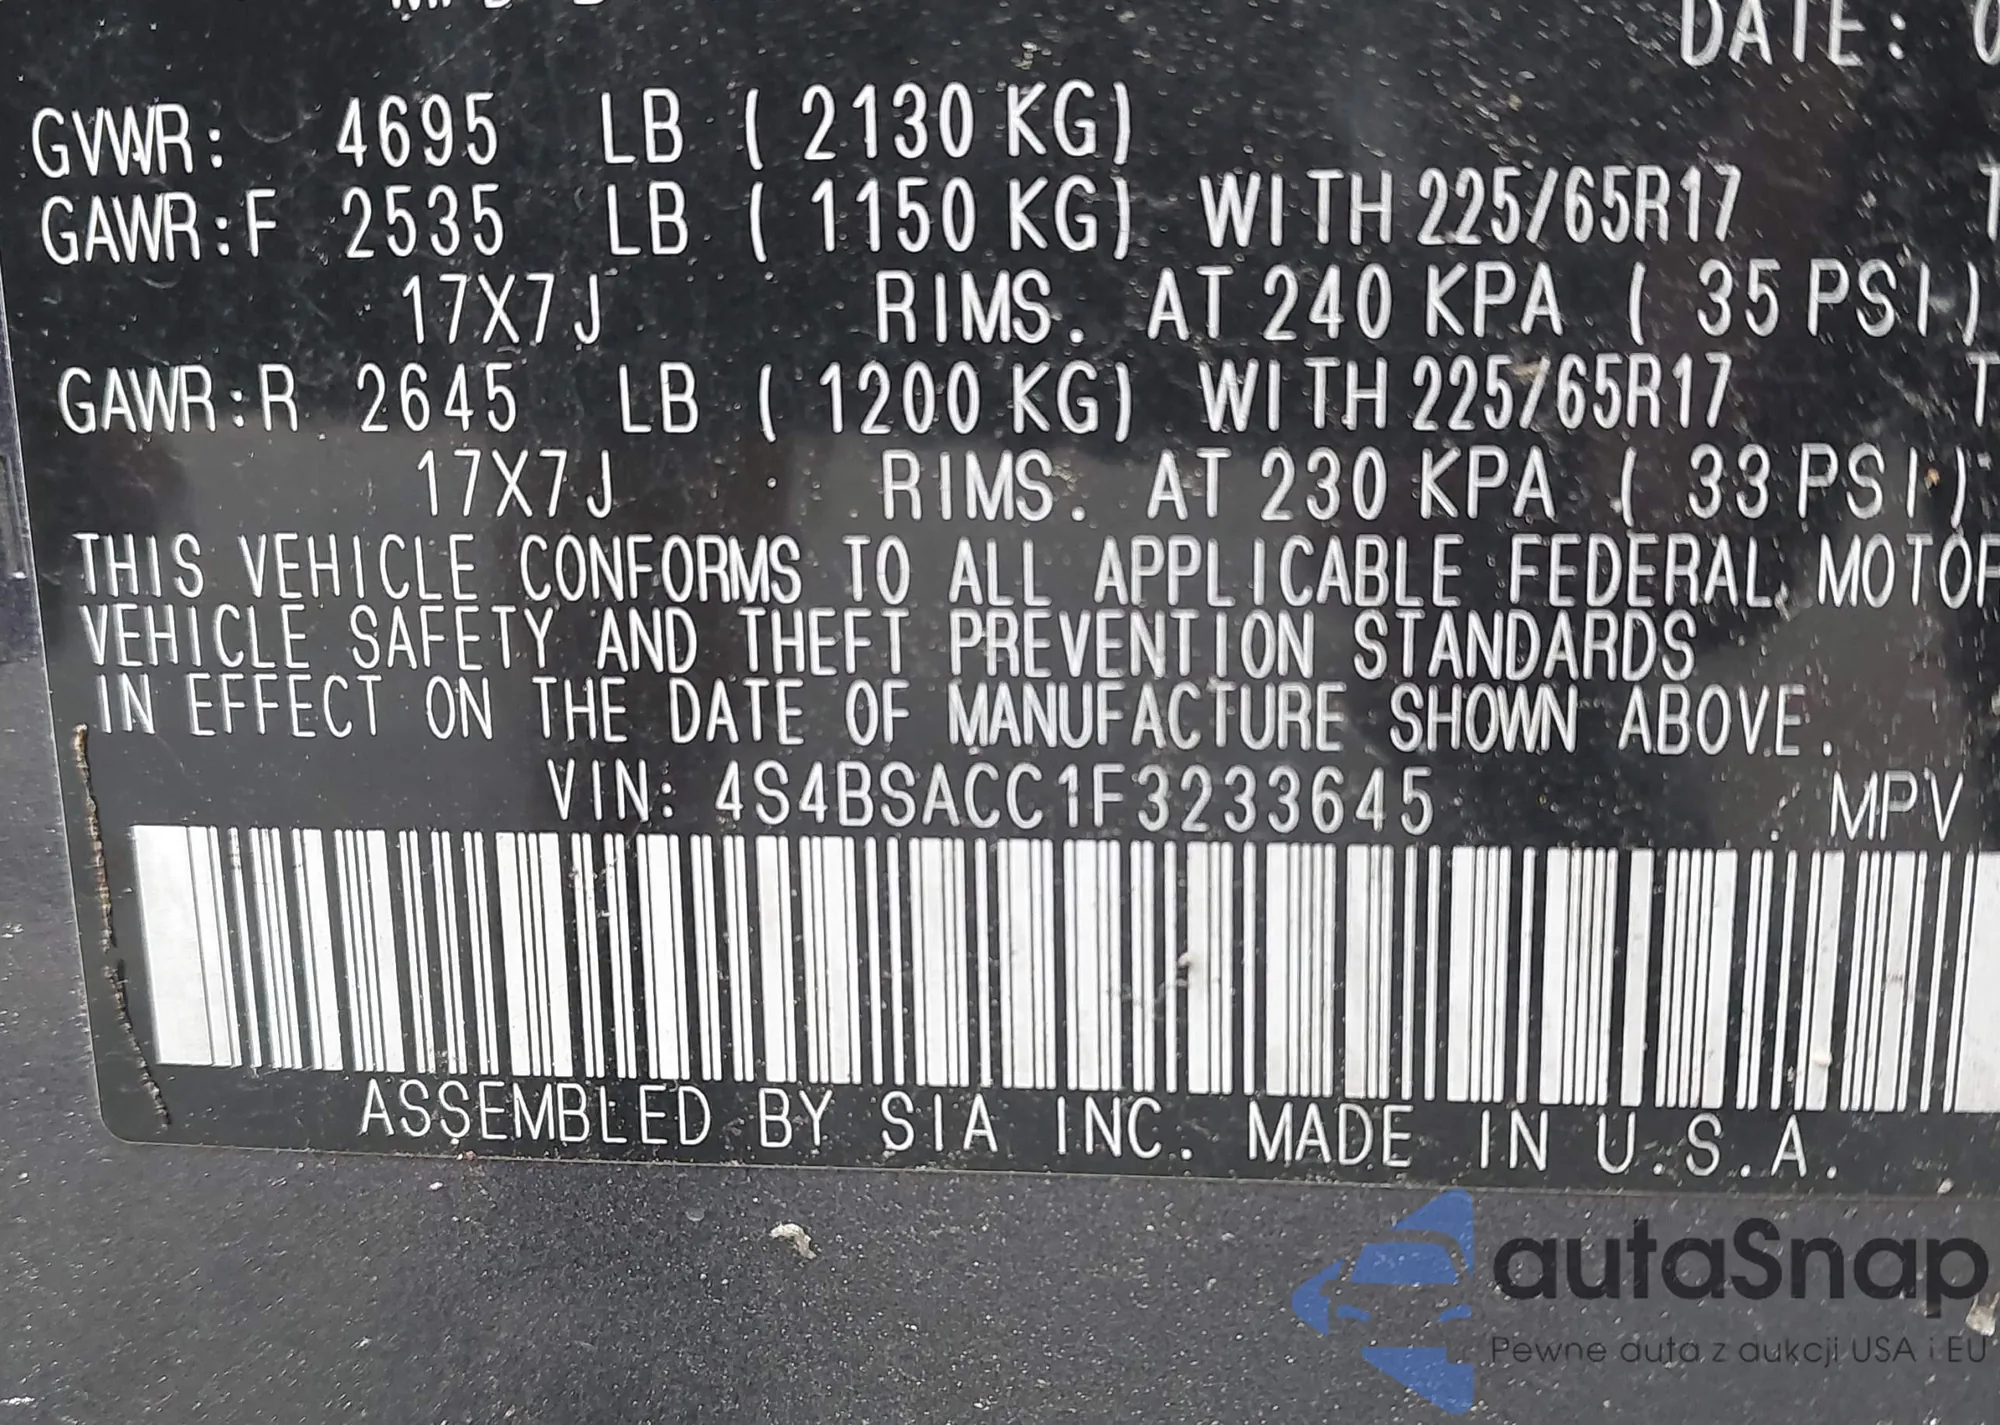 DATE: 0
GVWR: 4695 LB ( 2130 KG)
GAWR:F 2535 LB ( 1150 KG) WITH 225/65R17 T
17X7J RIMS. AT 240 KPA ( 35 PSI)
GAWR:R 2645 LB ( 1200 KG) WITH 225/65R17 T
17X7J RIMS. AT 230 KPA ( 33 PSI)
THIS VEHICLE CONFORMS TO ALL APPLICABLE FEDERAL MOTOR
VEHICLE SAFETY AND THEFT PREVENTION STANDARDS
IN EFFECT ON THE DATE OF MANUFACTURE SHOWN ABOVE.
VIN: 4S4BSACC1F3233645 MPV
ASSEMBLED BY SIA INC. MADE IN U.S.A.
autaSnap
Pewne auta z aukcji USA i EU